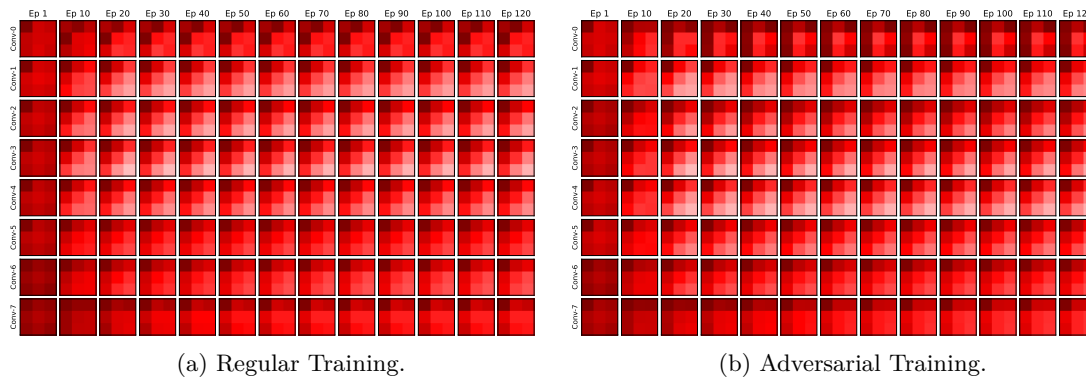 Ep 1 Ep 10 Ep 20 Ep 30 Ep 40 Ep 50 Ep 60 Ep 70 Ep 80 Ep 90 Ep 100 Ep 110 Ep 120
Conv-0
Conv-1
Conv-2
Conv-3
Conv-4
Conv-5
Conv-6
Conv-7
(a) Regular Training.
Ep 1 Ep 10 Ep 20 Ep 30 Ep 40 Ep 50 Ep 60 Ep 70 Ep 80 Ep 90 Ep 100 Ep 110 Ep 12
Conv-0
Conv-1
Conv-2
Conv-3
Conv-4
Conv-5
Conv-6
Conv-7
(b) Adversarial Training.